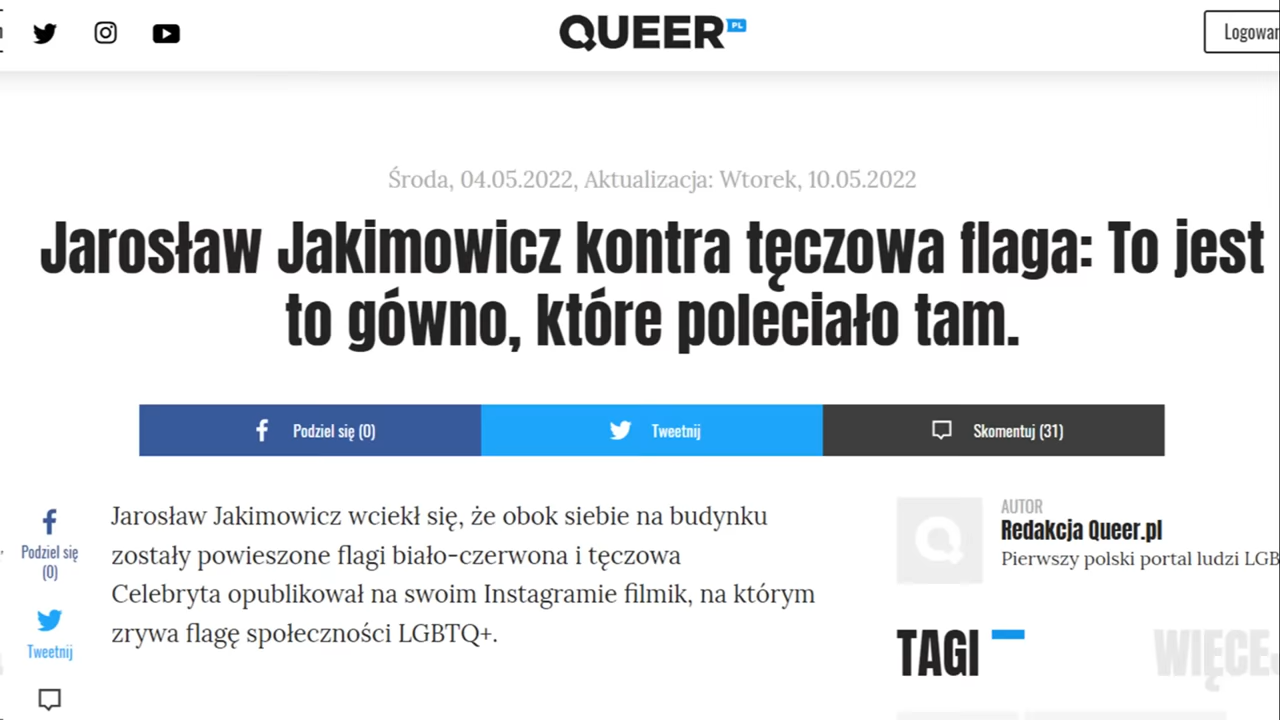 QUEER PL
Logowan
Środa, 04.05.2022, Aktualizacja: Wtorek, 10.05.2022
Jarosław Jakimowicz kontra tęczowa flaga: To jest
to gówno, które poleciało tam.
Podziel się (0)
Tweetnij
Skomentuj (31)
Podziel się
(0)
Tweetnij
Jarosław Jakimowicz wciekł się, że obok siebie na budynku
zostały powieszone flagi biało-czerwona i tęczowa
Celebryta opublikował na swoim Instagramie filmik, na którym
zrywa flagę społeczności LGBTQ+.
AUTOR
Redakcja Queer.pl
Pierwszy polski portal ludzi LGB
TAGI
WIĘCEJ